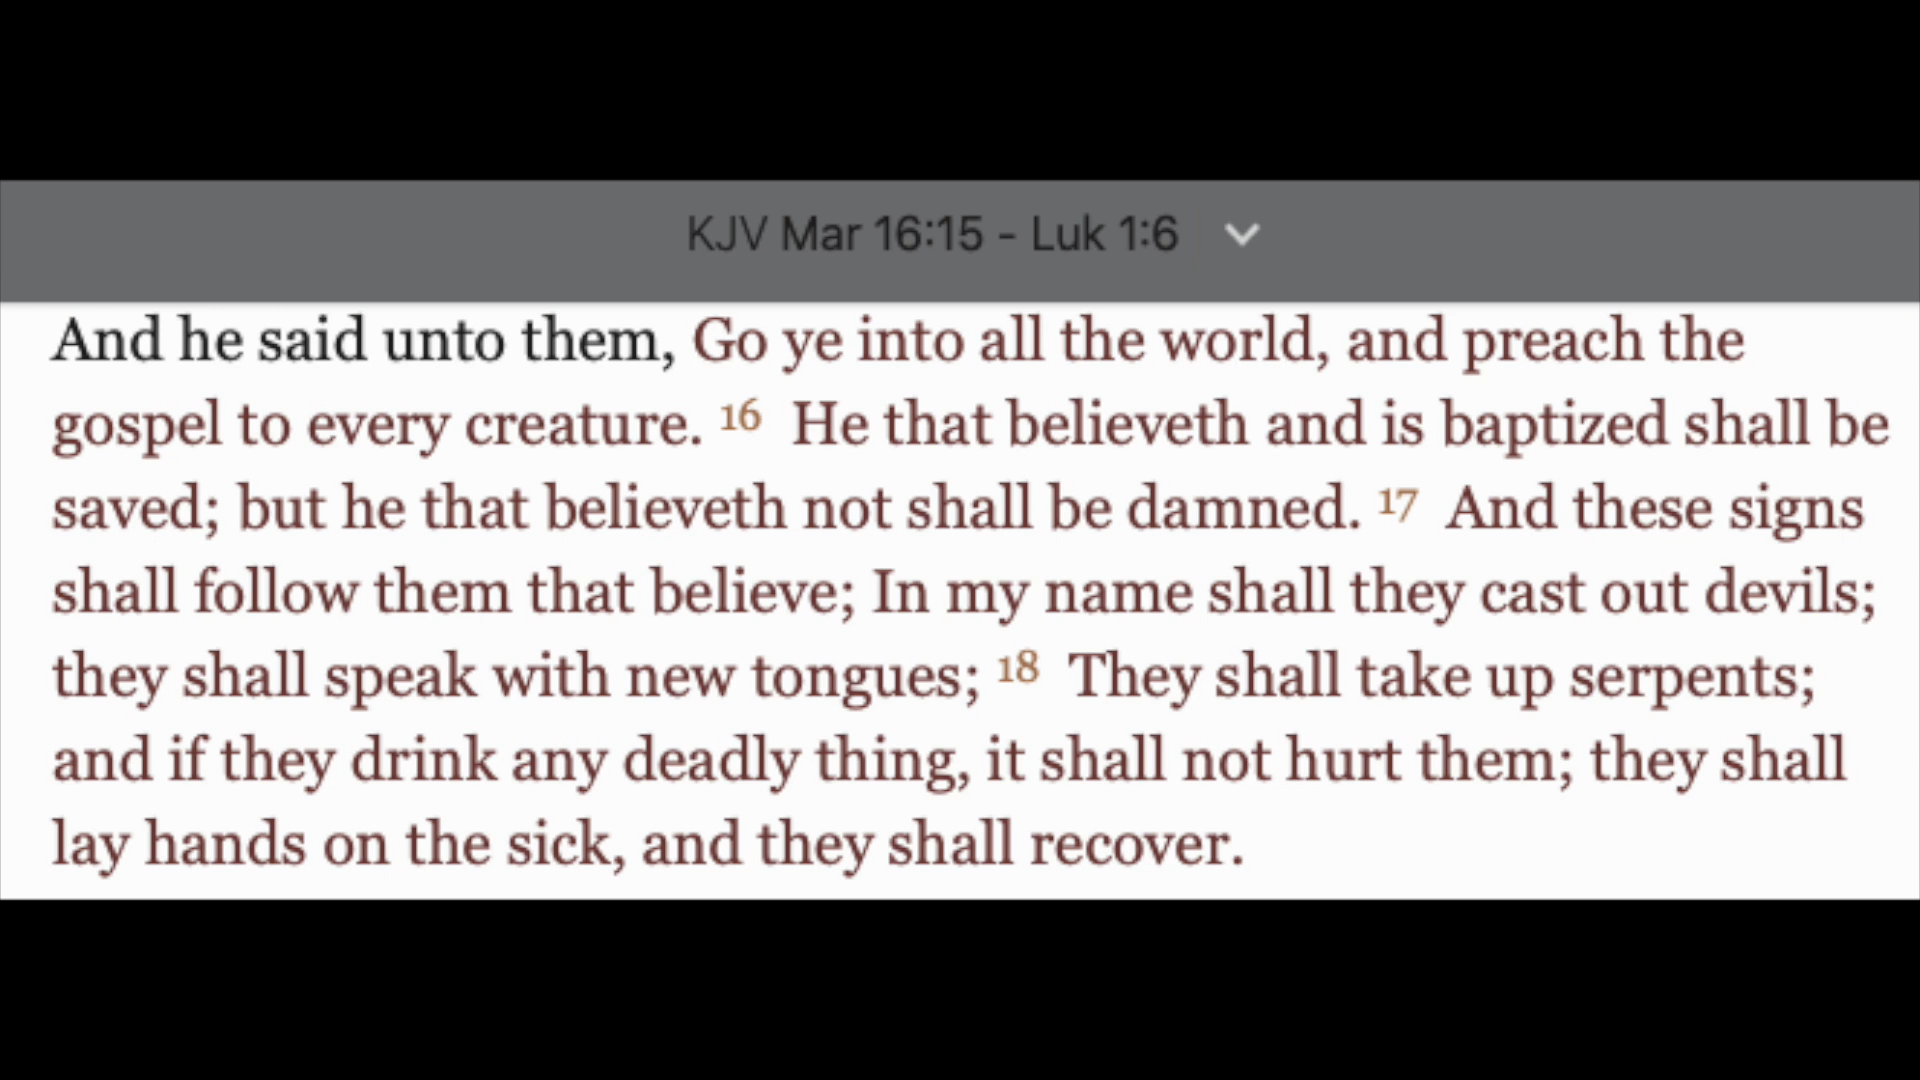 KJV Mar 16:15 - Luk 1:6
And he said unto them, Go ye into all the world, and preach the
gospel to every creature. 16 He that believeth and is baptized shall be
saved; but he that believeth not shall be damned. 17 And these signs
shall follow them that believe; In my name shall they cast out devils;
they shall speak with new tongues; 18 They shall take up serpents;
and if they drink any deadly thing, it shall not hurt them; they shall
lay hands on the sick, and they shall recover.